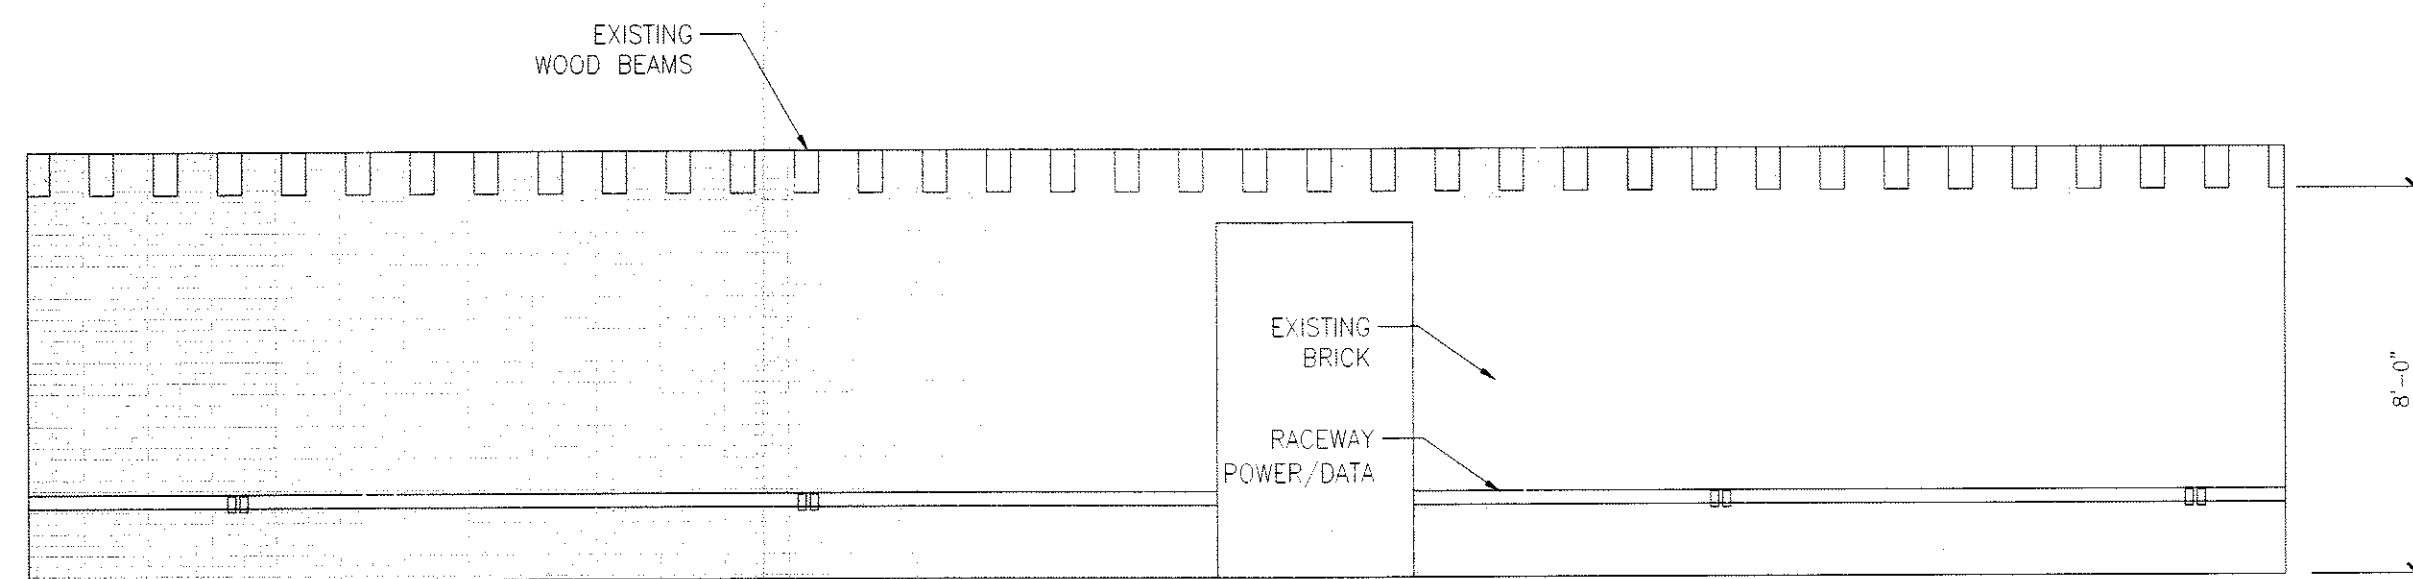 EXISTING
WOOD BEAMS
EXISTING
BRICK
RACEWAY
POWER/DATA
8'-0"